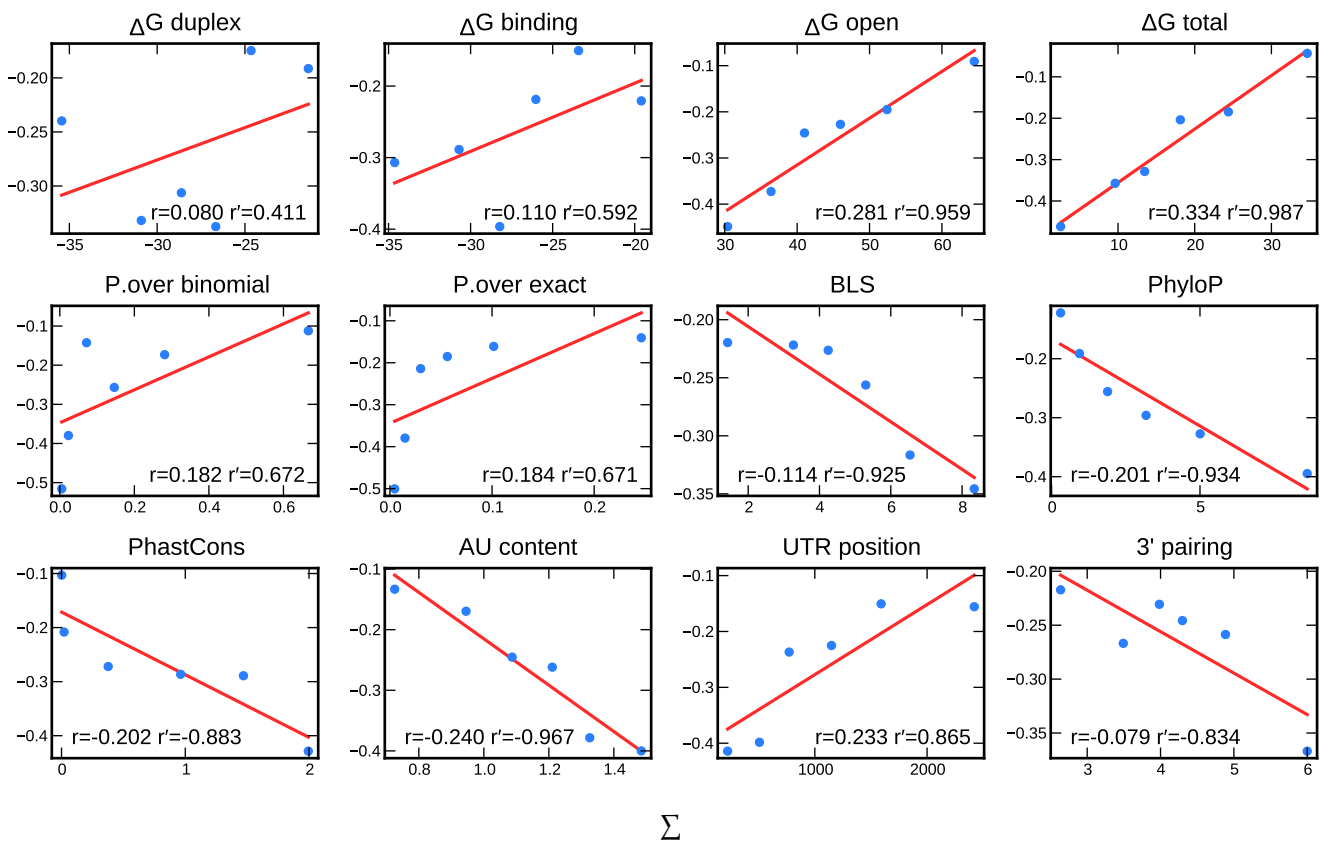 ΔG duplex ΔG binding ΔG open ΔG total
−0.20 −0.25 −0.30
r=0.080 r′=0.411
−35 −30 −25
−0.2 −0.3 −0.4
r=0.110 r′=0.592
−35 −30 −25 −20
−0.1 −0.2 −0.3 −0.4
r=0.281 r′=0.959
30 40 50 60
−0.1 −0.2 −0.3 −0.4
r=0.334 r′=0.987
10 20 30
P.over binomial P.over exact BLS PhyloP
−0.1 −0.2 −0.3 −0.4 −0.5
r=0.182 r′=0.672
0.0 0.2 0.4 0.6
−0.1 −0.2 −0.3 −0.4 −0.5
r=0.184 r′=0.671
0.0 0.1 0.2
−0.20 −0.25 −0.30 −0.35
r=-0.114 r′=-0.925
2 4 6 8
−0.2 −0.3 −0.4
r=-0.201 r′=-0.934
0 5
PhastCons AU content UTR position 3' pairing
−0.1 −0.2 −0.3 −0.4
r=-0.202 r′=-0.883
0 1 2
−0.1 −0.2 −0.3 −0.4
r=-0.240 r′=-0.967
0.8 1.0 1.2 1.4
−0.1 −0.2 −0.3 −0.4
r=0.233 r′=0.865
1000 2000
−0.20 −0.25 −0.30 −0.35
r=-0.079 r′=-0.834
3 4 5 6
Σ